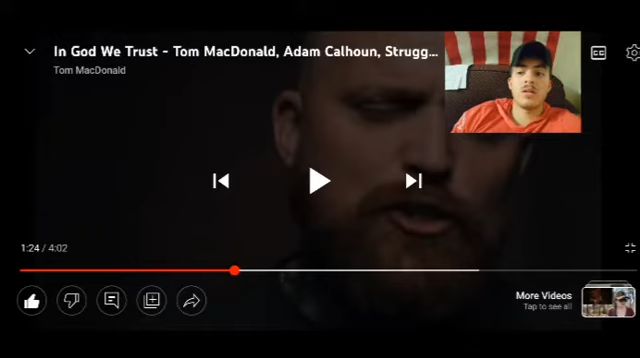 In God We Trust - Tom MacDonald, Adam Calhoun, Strugg...
Tom MacDonald
CC
1:24 / 4:02
More Videos
Tap to see all